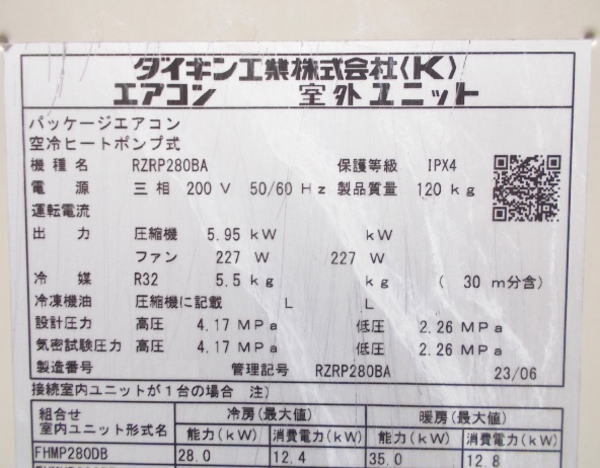 ダイキン工業株式会社〈K〉
エアコン 室外ユニット
パッケージエアコン
空冷ヒートポンプ式
機種名 RZRP280BA 保護等級 IPX4
電源 三相 200 V 50/60 Hz 製品質量 120 kg
運転電流
出力 圧縮機 5.95 kW kW
ファン 227 W 227 W
冷媒 R32 5.5 kg kg ( 30 m分含)
冷凍機油 圧縮機に記載 L L
設計圧力 高圧 4.17 MPa 低圧 2.26 MPa
気密試験圧力 高圧 4.17 MPa 低圧 2.26 MPa
製造番号 管理記号 RZRP280BA 23/06
接続室内ユニットが1台の場合 注)
組合せ 冷房(最大値) 暖房(最大値)
室内ユニット形式名 能力(kW) 消費電力(kW) 能力(kW) 消費電力(kW)
FHMP280DB 28.0 12.4 35.0 12.8